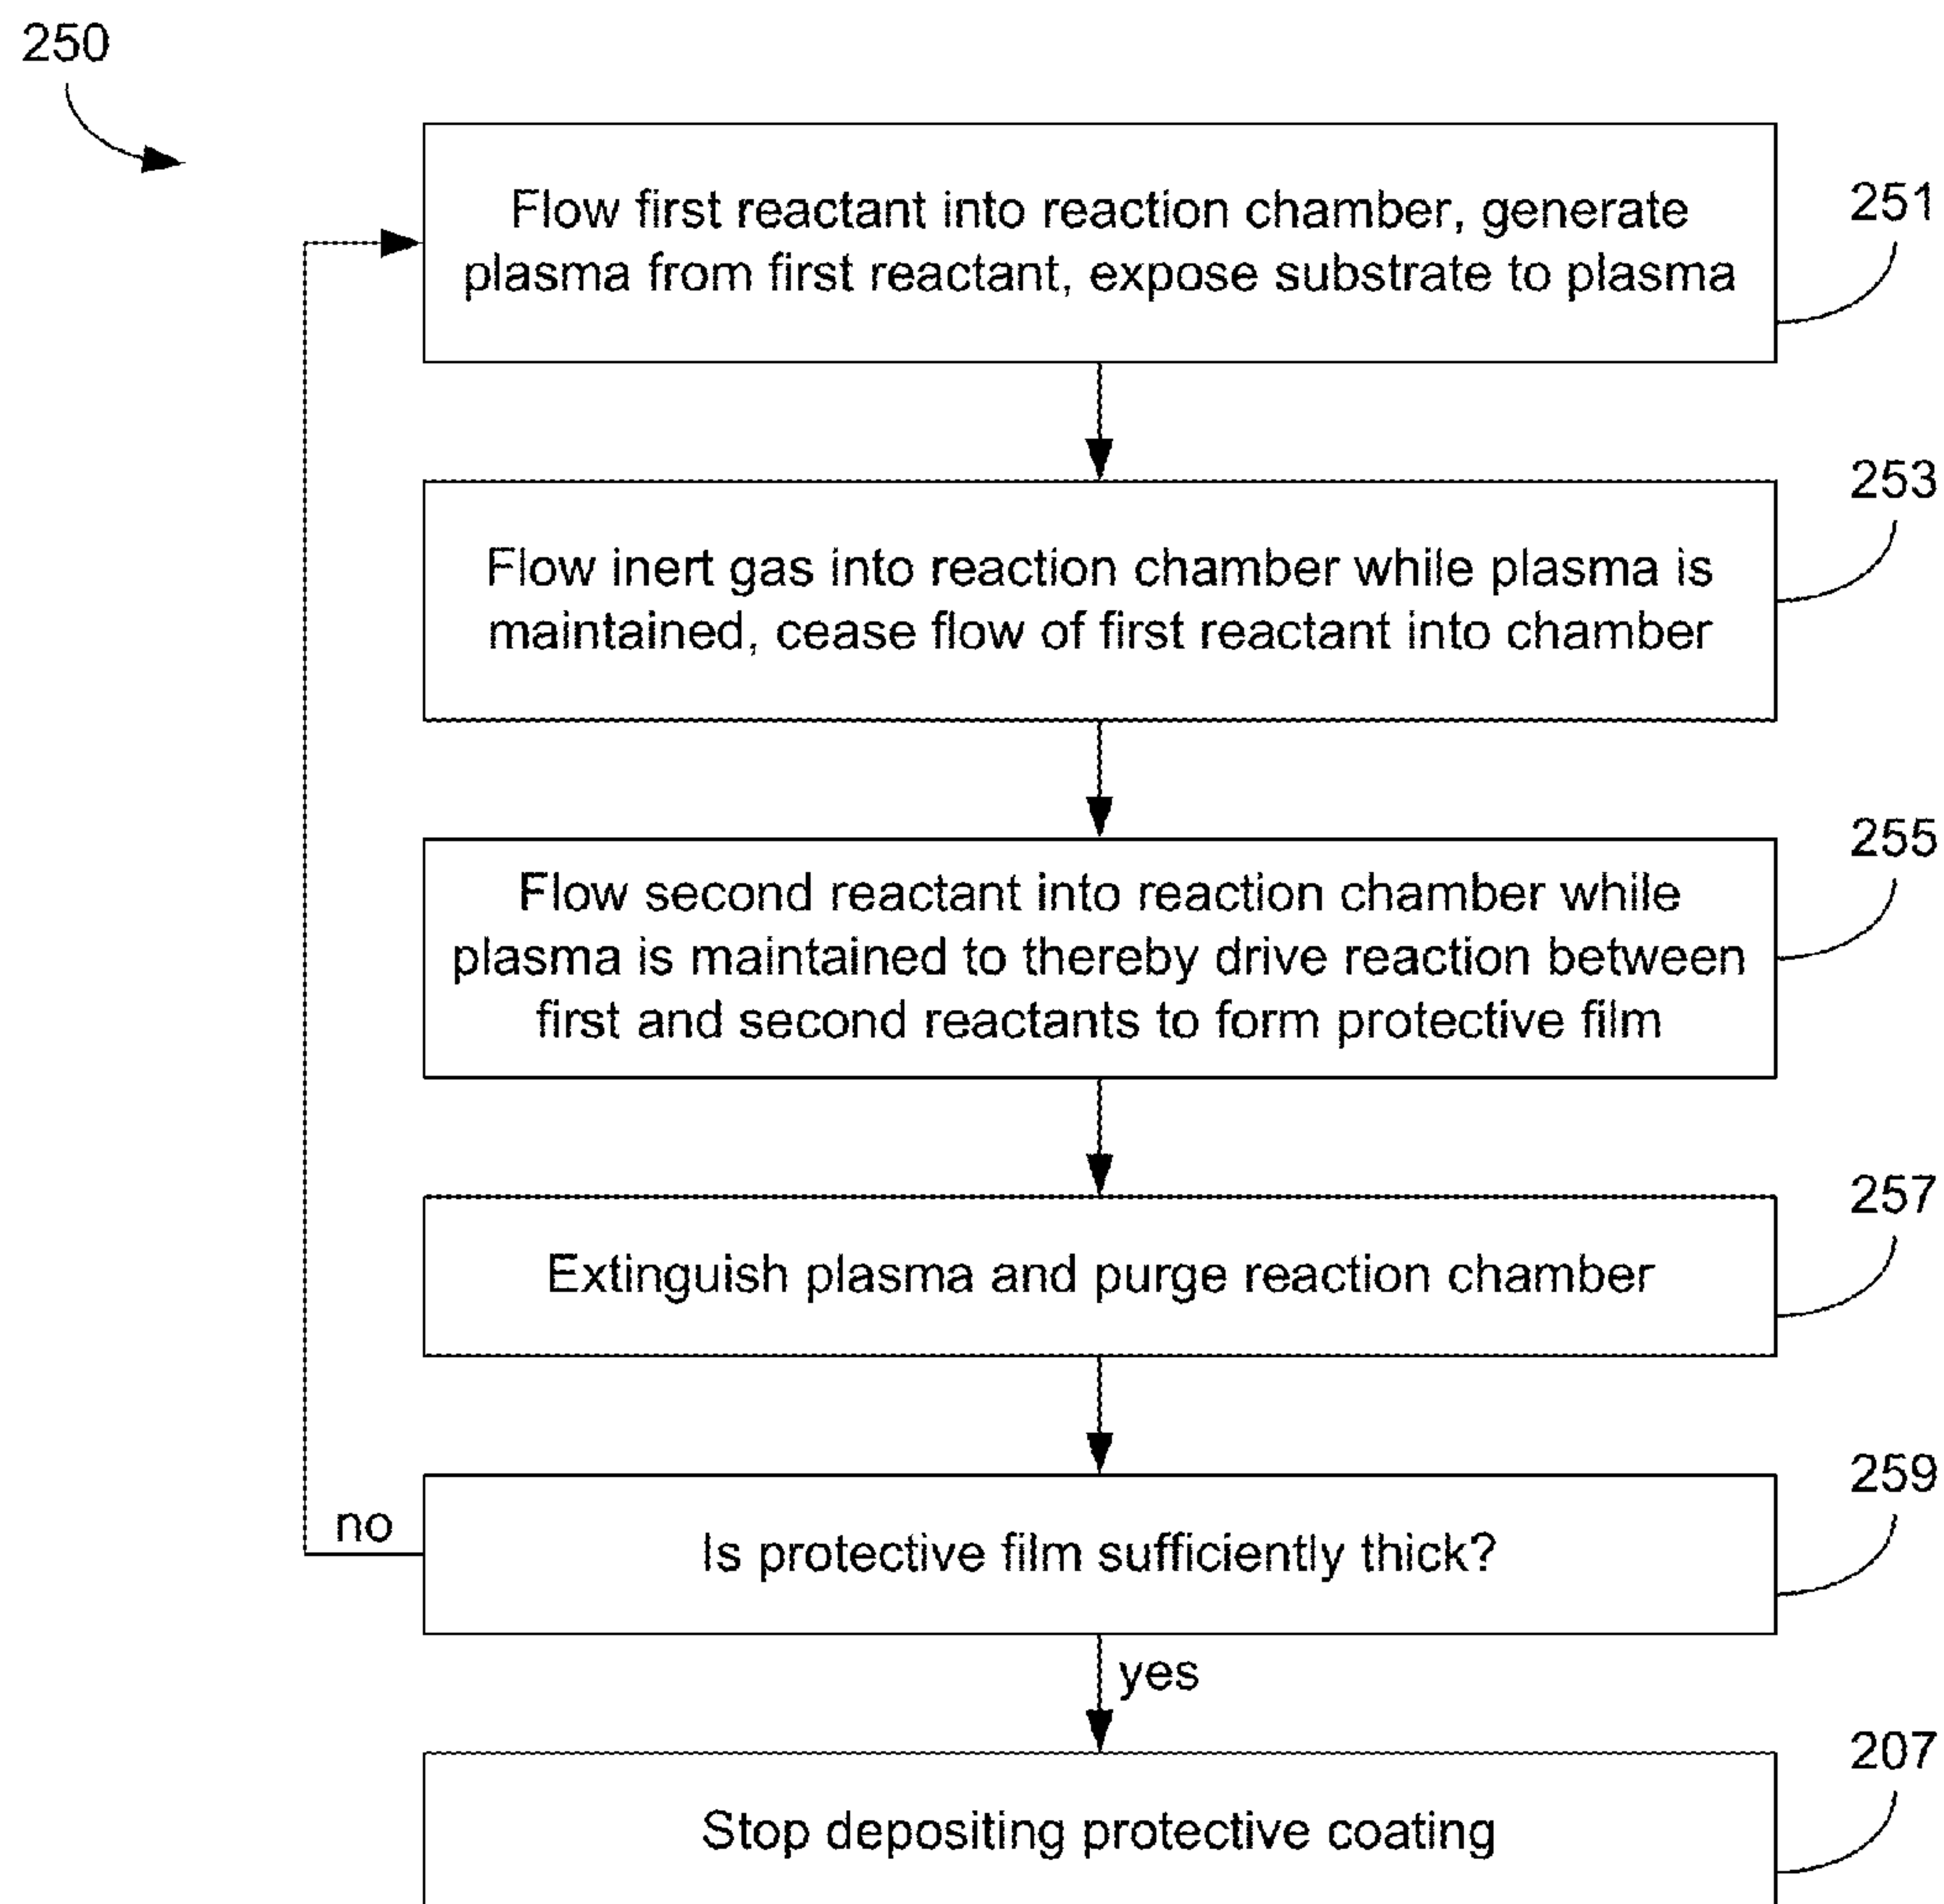 250
Flow first reactant into reaction chamber, generate
plasma from first reactant, expose substrate to plasma
251
Flow inert gas into reaction chamber while plasma is
maintained, cease flow of first reactant into chamber
253
Flow second reactant into reaction chamber while
plasma is maintained to thereby drive reaction between
first and second reactants to form protective film
255
Extinguish plasma and purge reaction chamber
257
Is protective film sufficiently thick?
259
no
yes
Stop depositing protective coating
207